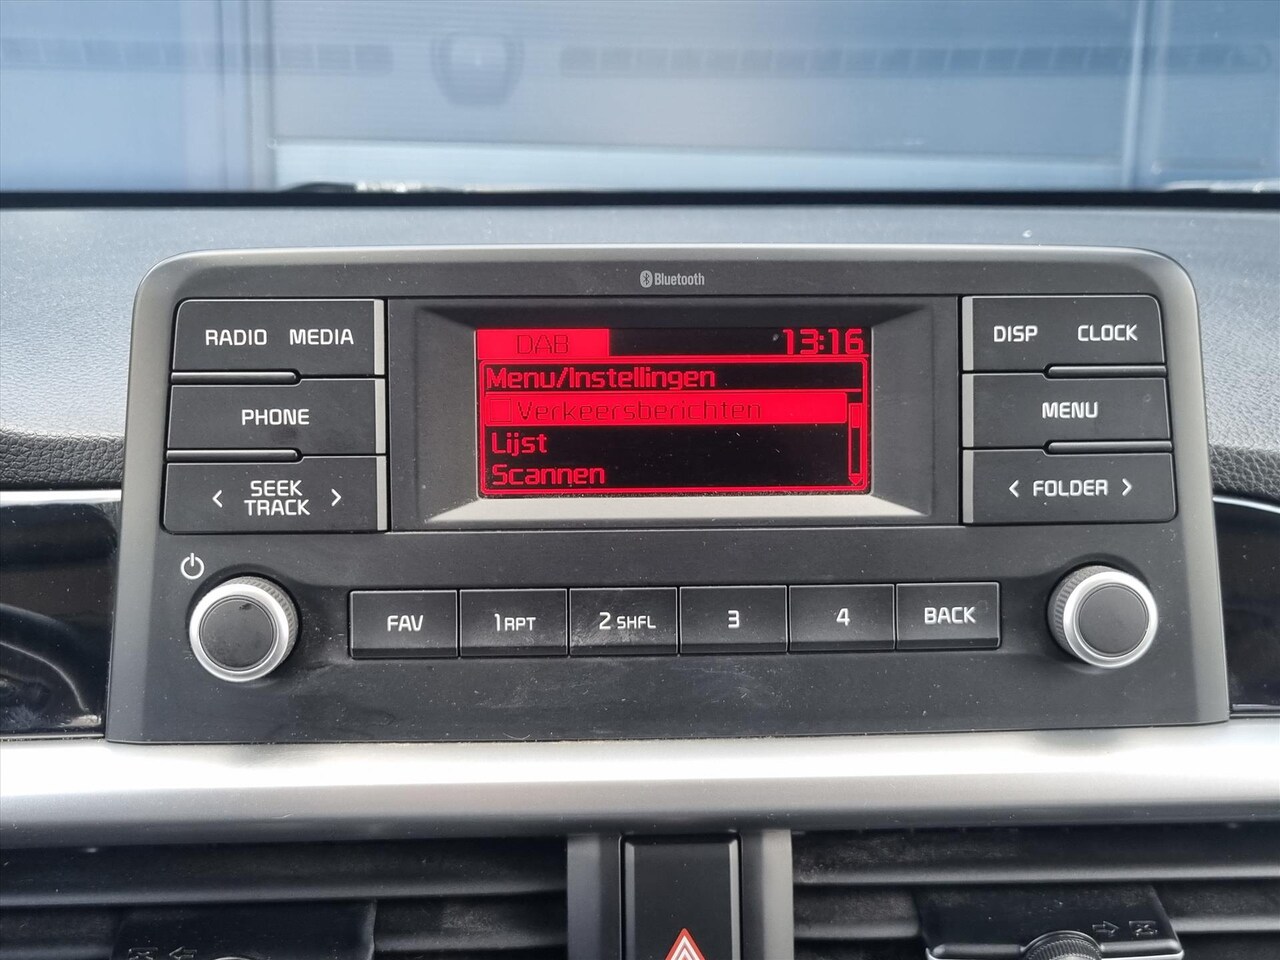 Bluetooth
RADIO MEDIA
DISP CLOCK
DAB 13:16
Menu/Instellingen
Verkeersberichten
Lijst
Scannen
PHONE
MENU
SEEK
TRACK
FOLDER
FAV
1 RPT
2 SHFL
3
4
BACK